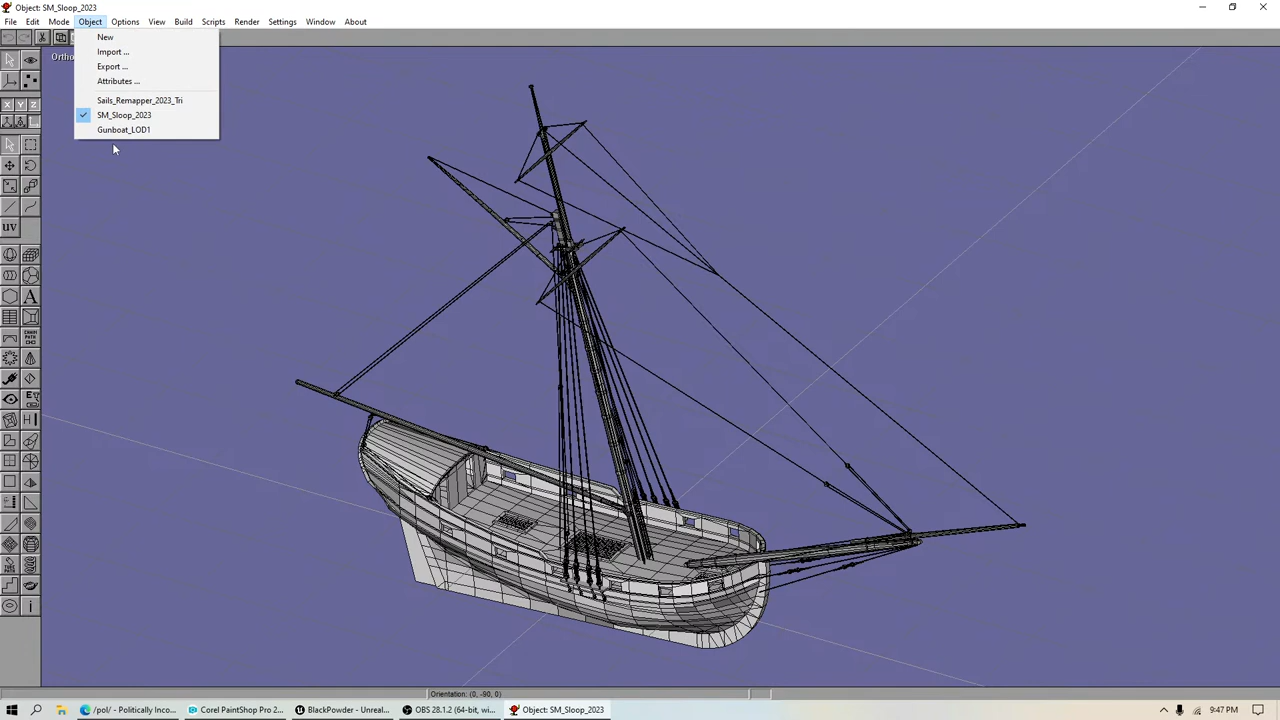 Object: SM_Sloop_2023
File Edit Mode Object Options View Build Scripts Render Settings Window About
New
Import ...
Export ...
Attributes ...
Sails_Remapper_2023_Tri
SM_Sloop_2023
Gunboat_LOD1
Ortho
X Y Z
uv
A
Orientation: (0, -90, 0)
/pol/ - Politically Inco... Corel PaintShop Pro 2... BlackPowder - Unreal... OBS 28.1.2 (64-bit, wi... Object: SM_Sloop_2023 9:47 PM